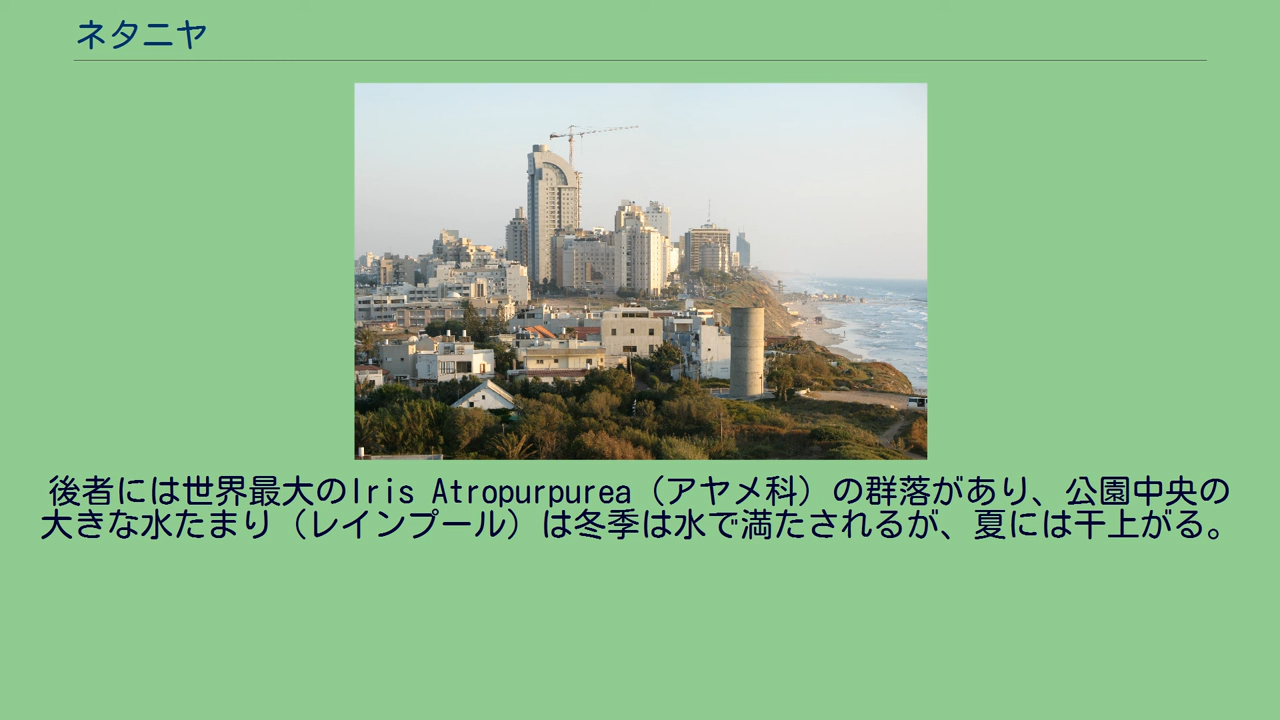 ネタニヤ
後者には世界最大のIris Atropurpurea（アヤメ科）の群落があり、公園中央の
大きな水たまり（レインプール）は冬季は水で満たされるが、夏には干上がる。